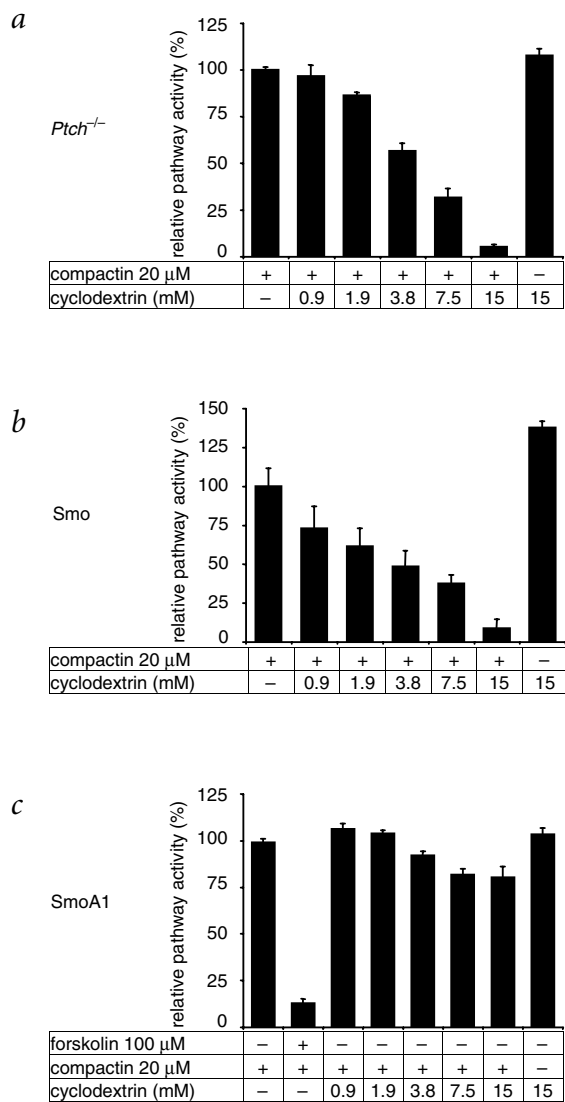 a
relative pathway activity (%)
125
100
75
50
25
0
Ptch–/–
compactin 20 μM + + + + + + –
cyclodextrin (mM) – 0.9 1.9 3.8 7.5 15 15
b
relative pathway activity (%)
150
125
100
75
50
25
0
Smo
compactin 20 μM + + + + + + –
cyclodextrin (mM) – 0.9 1.9 3.8 7.5 15 15
c
relative pathway activity (%)
125
100
75
50
25
0
SmoA1
forskolin 100 μM – + – – – – – –
compactin 20 μM + + + + + + + –
cyclodextrin (mM) – – 0.9 1.9 3.8 7.5 15 15